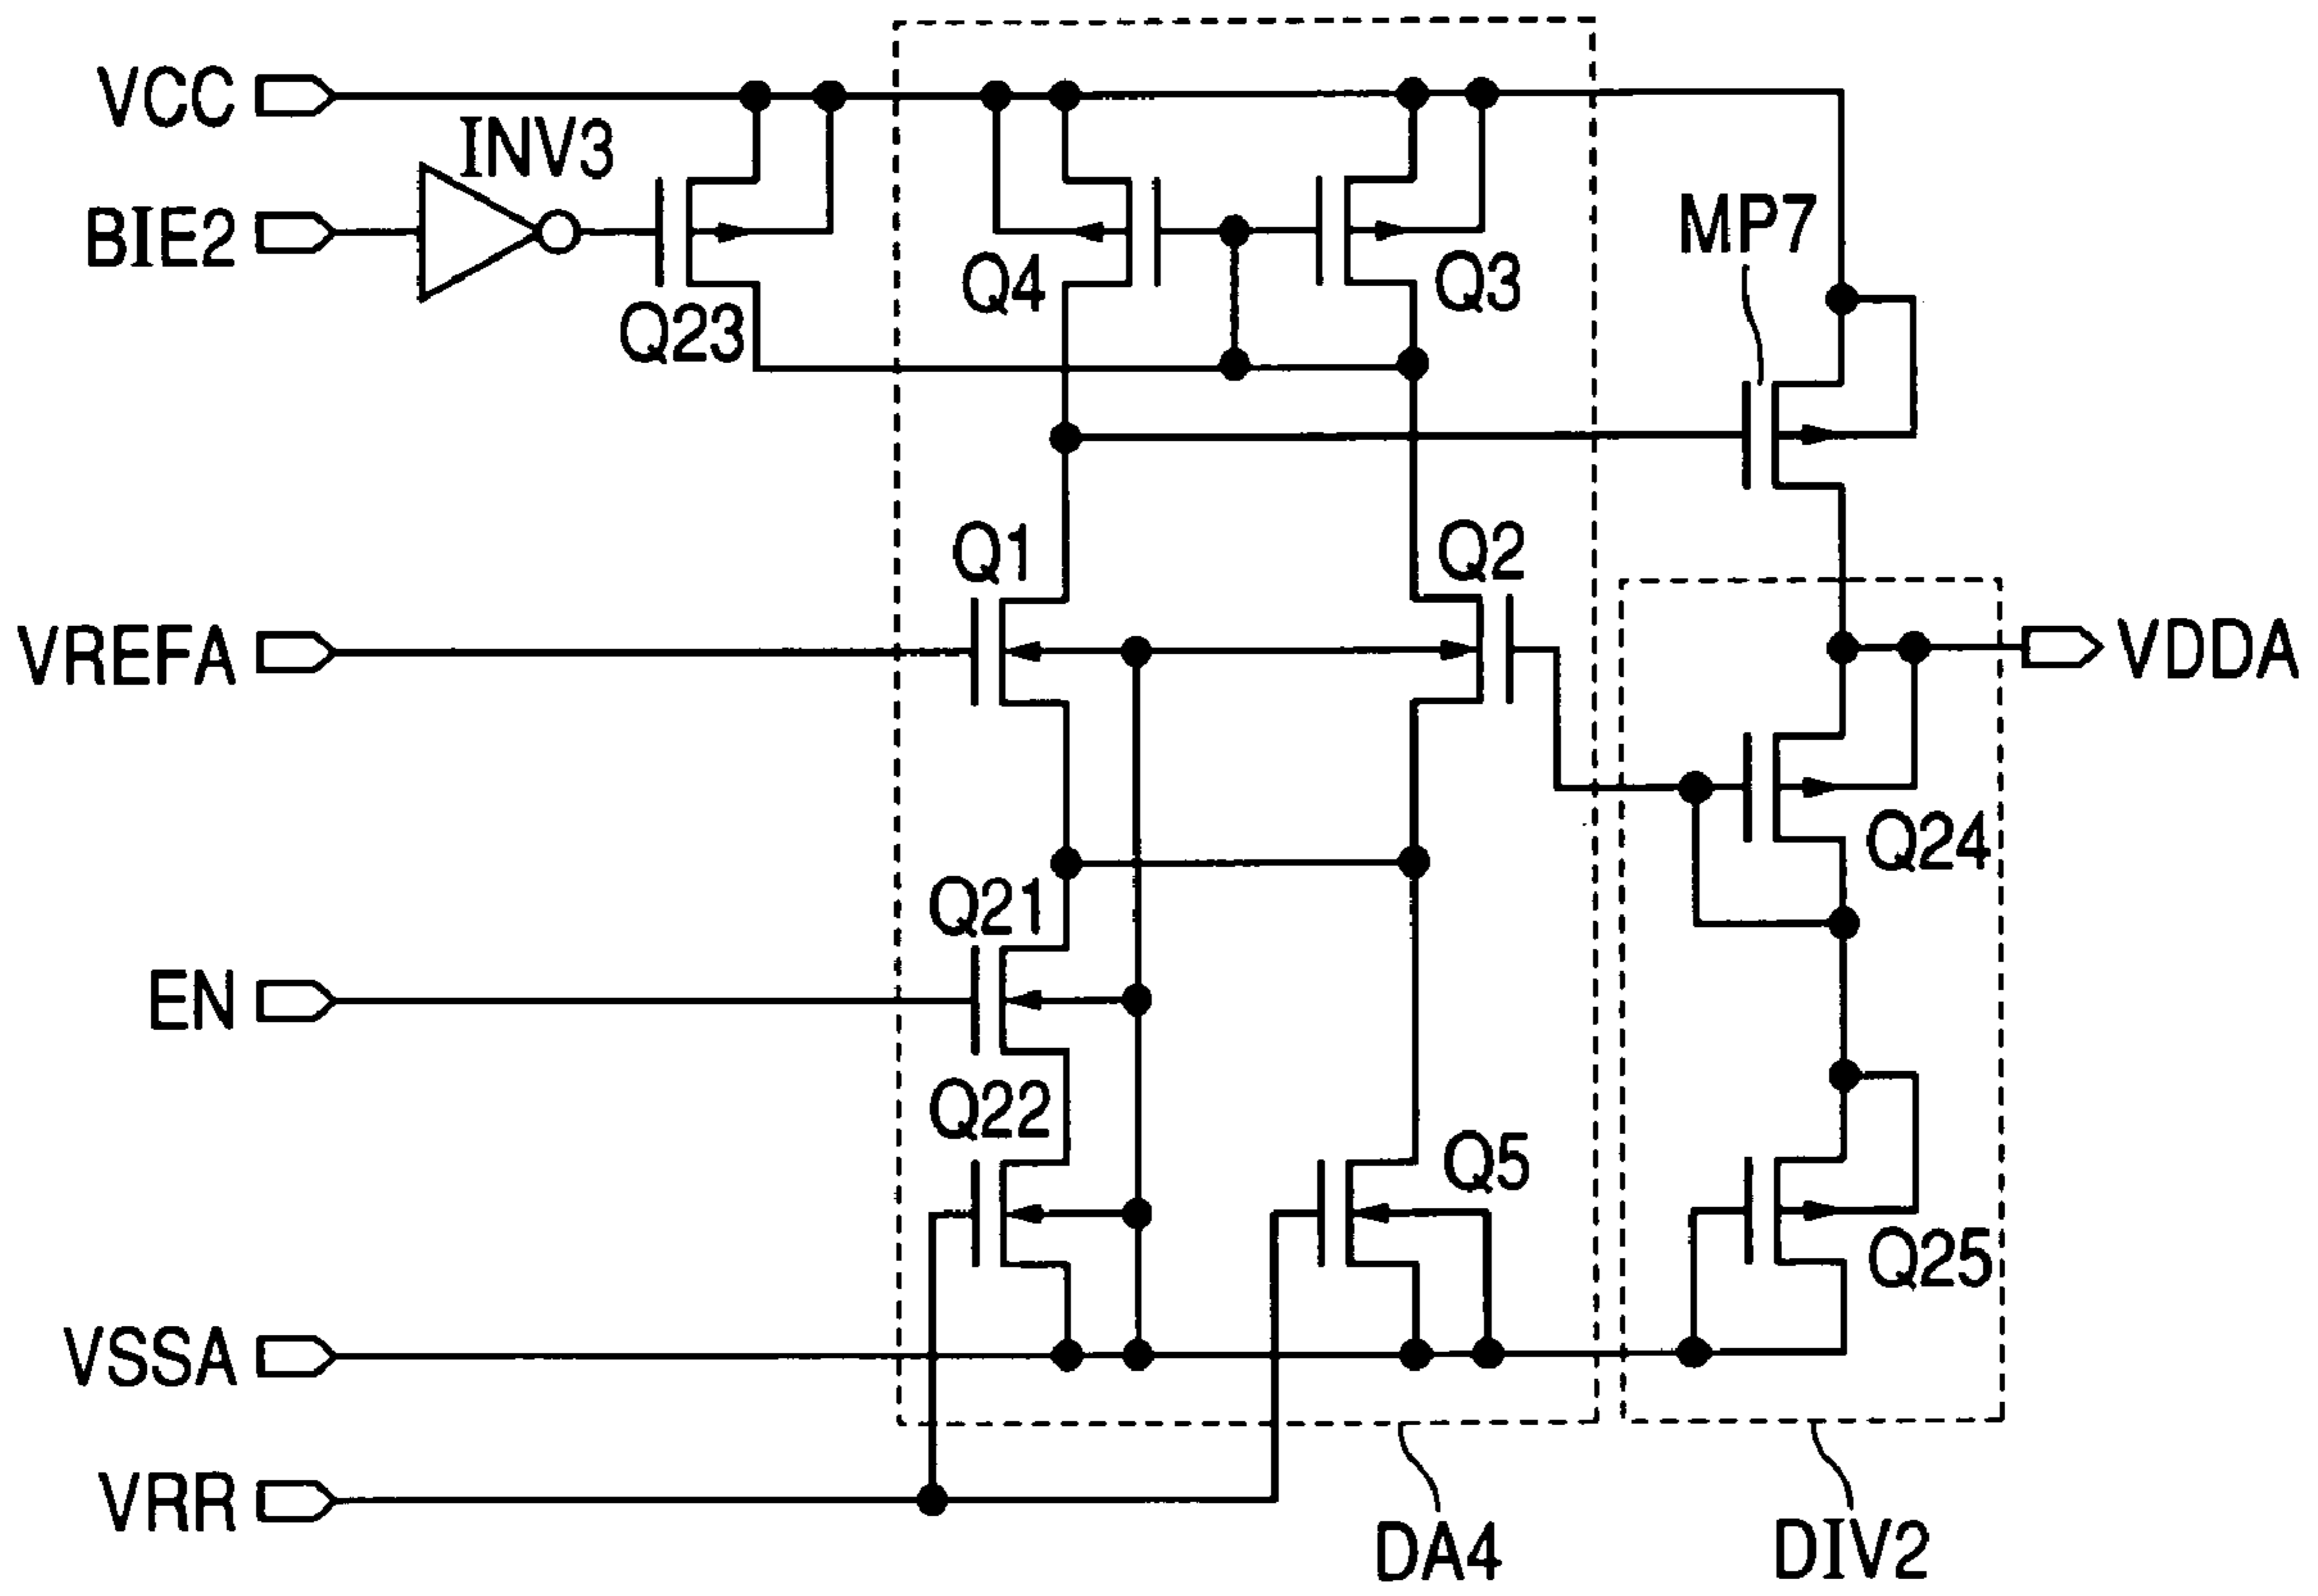 VCC
INV3
BIE2
MP7
Q4
Q3
Q23
Q1
Q2
VREFA
VDDA
Q24
Q21
EN
Q22
Q5
Q25
VSSA
VRR
DA4
DIV2